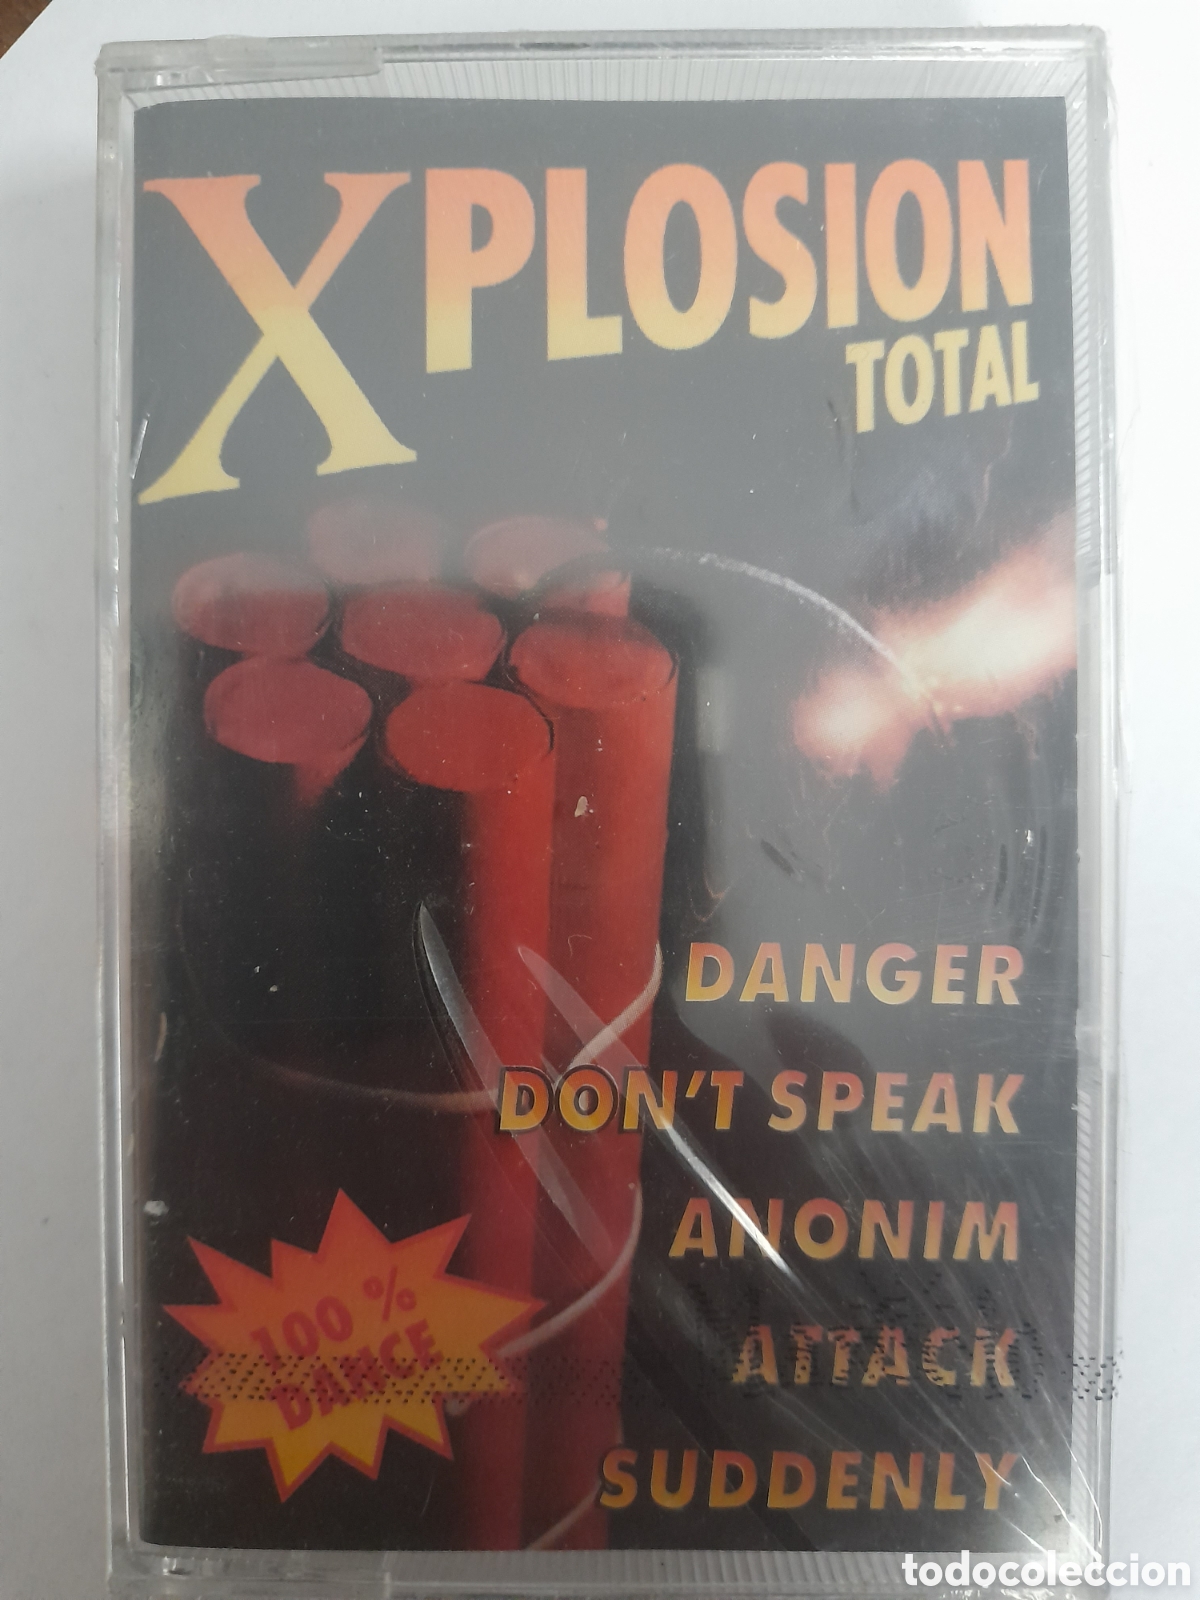 XPLOSION
TOTAL
DANGER
DON'T SPEAK
ANONIM
ATTACK
SUDDENLY
100 %
DANCE
todocoleccion